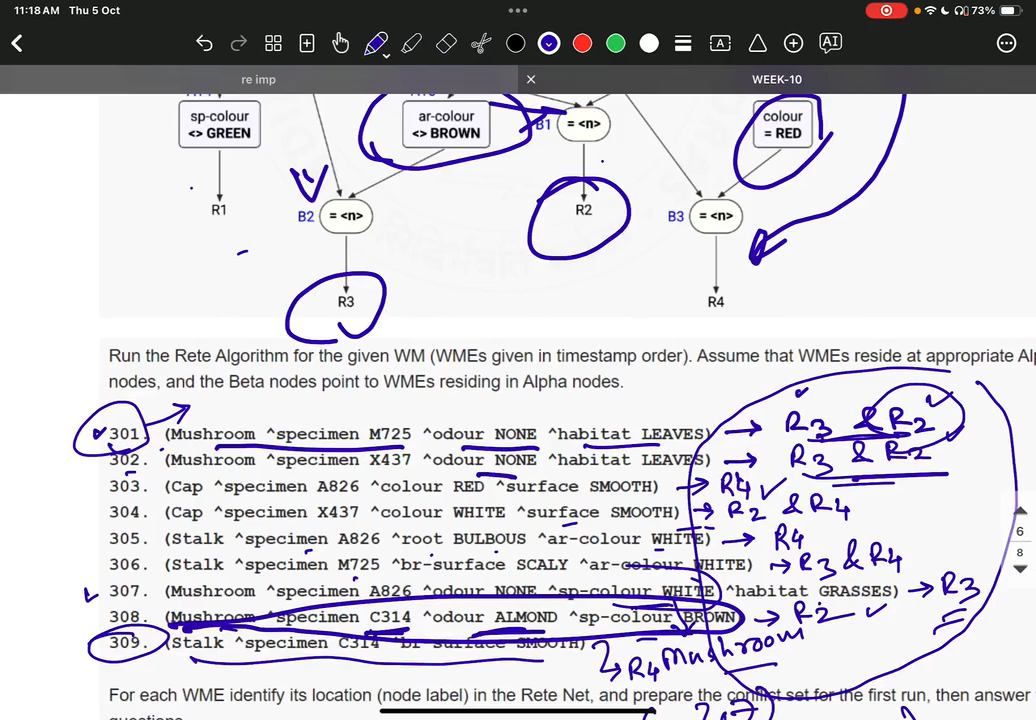 11:18 AM Thu 5 Oct
73%
A
AI
re imp
WEEK-10
sp-colour
<> GREEN
ar-colour
<> BROWN
B1 = <n>
colour
= RED
R1
B2 = <n>
R2
B3 = <n>
R3
R4
Run the Rete Algorithm for the given WM (WMEs given in timestamp order). Assume that WMEs reside at appropriate Al
nodes, and the Beta nodes point to WMEs residing in Alpha nodes.
301. (Mushroom ^specimen M725 ^odour NONE ^habitat LEAVES) → R3 & R2
302. (Mushroom ^specimen X437 ^odour NONE ^habitat LEAVES) → R3 & R2
303. (Cap ^specimen A826 ^colour RED ^surface SMOOTH) → R4 ✓
304. (Cap ^specimen X437 ^colour WHITE ^surface SMOOTH) → R2 & R4
305. (Stalk ^specimen A826 ^root BULBOUS ^ar-colour WHITE) → R4
306. (Stalk ^specimen M725 ^br-surface SCALY ^ar-colour WHITE) → R3 & R4
307. (Mushroom ^specimen A826 ^odour NONE ^sp-colour WHITE ^habitat GRASSES) → R3
308. (Mushroom ^specimen C314 ^odour ALMOND ^sp-colour BROWN) → R2 ✓
309. (Stalk ^specimen C314 ^br-surface SMOOTH)
R4 Mushroom
For each WME identify its location (node label) in the Rete Net, and prepare the conflict set for the first run, then answer
6
8